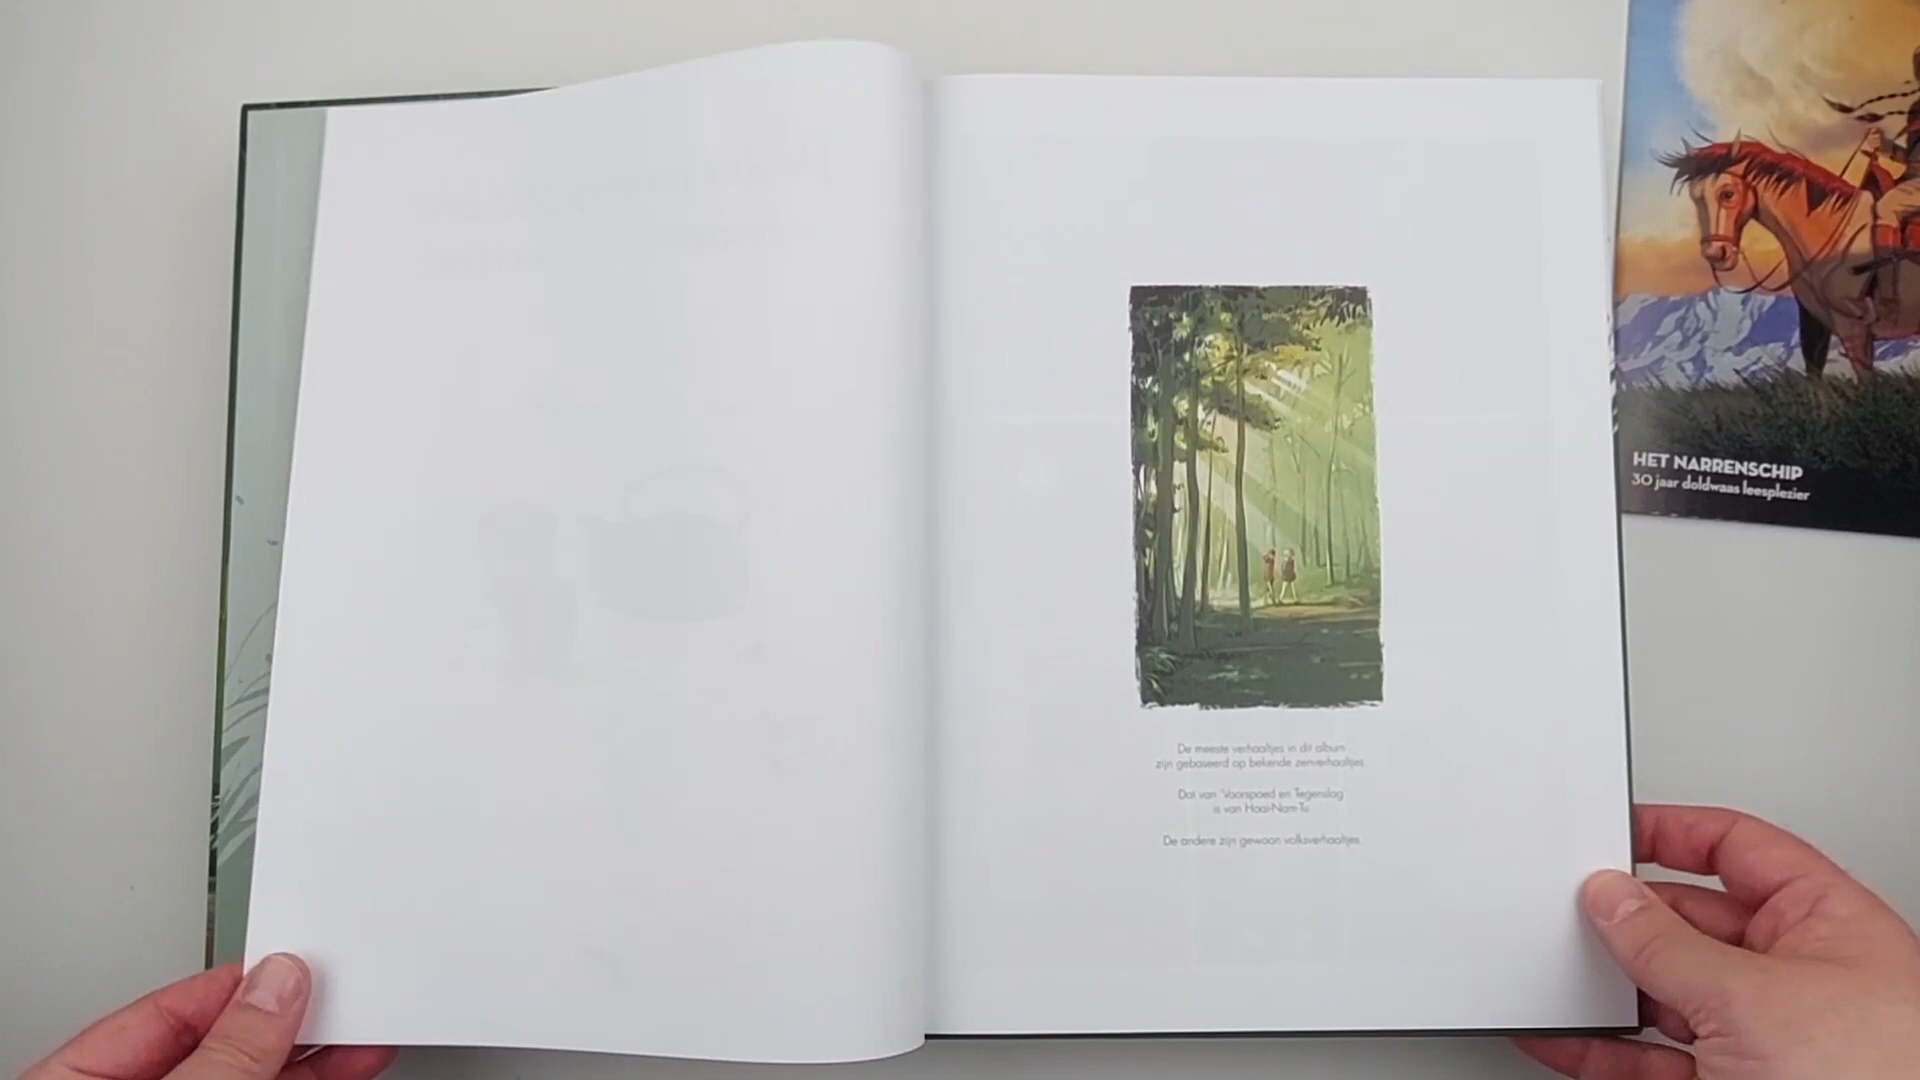 De meeste verhaaltjes in dit album
zijn gebaseerd op bekende zenverhaaltjes.
Dat van 'Voorspoed en Tegenslag'
is van Hoai-Nam-Tu
De andere zijn gewoon volksverhaaltjes.
HET NARRENSCHIP
30 jaar doldwaas leesplezier